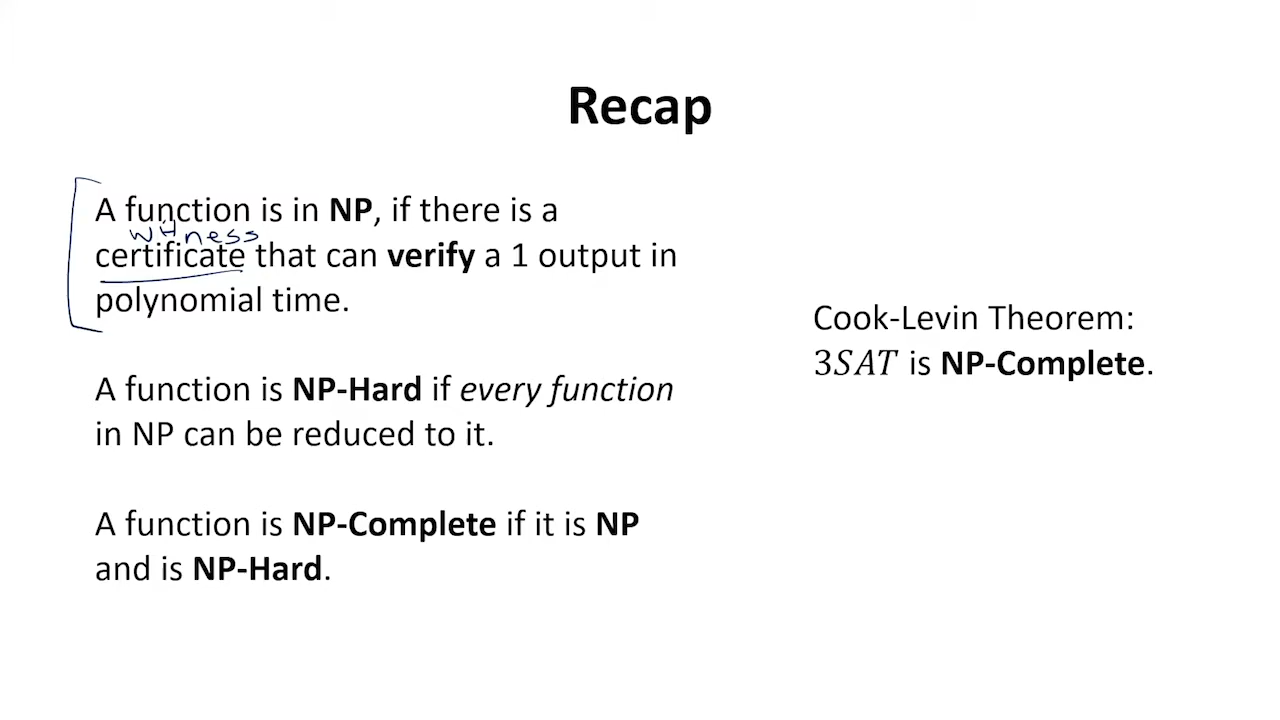 Recap
A function is in NP, if there is a
witness
certificate that can verify a 1 output in
polynomial time.
A function is NP-Hard if every function
in NP can be reduced to it.
A function is NP-Complete if it is NP
and is NP-Hard.
Cook-Levin Theorem:
3SAT is NP-Complete.